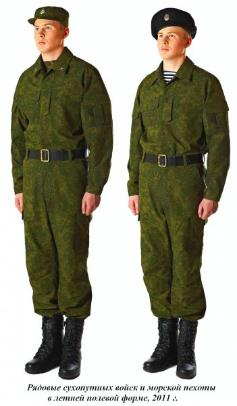 Рядовые сухопутных войск и морской пехоты
в летней полевой форме, 2011 г.